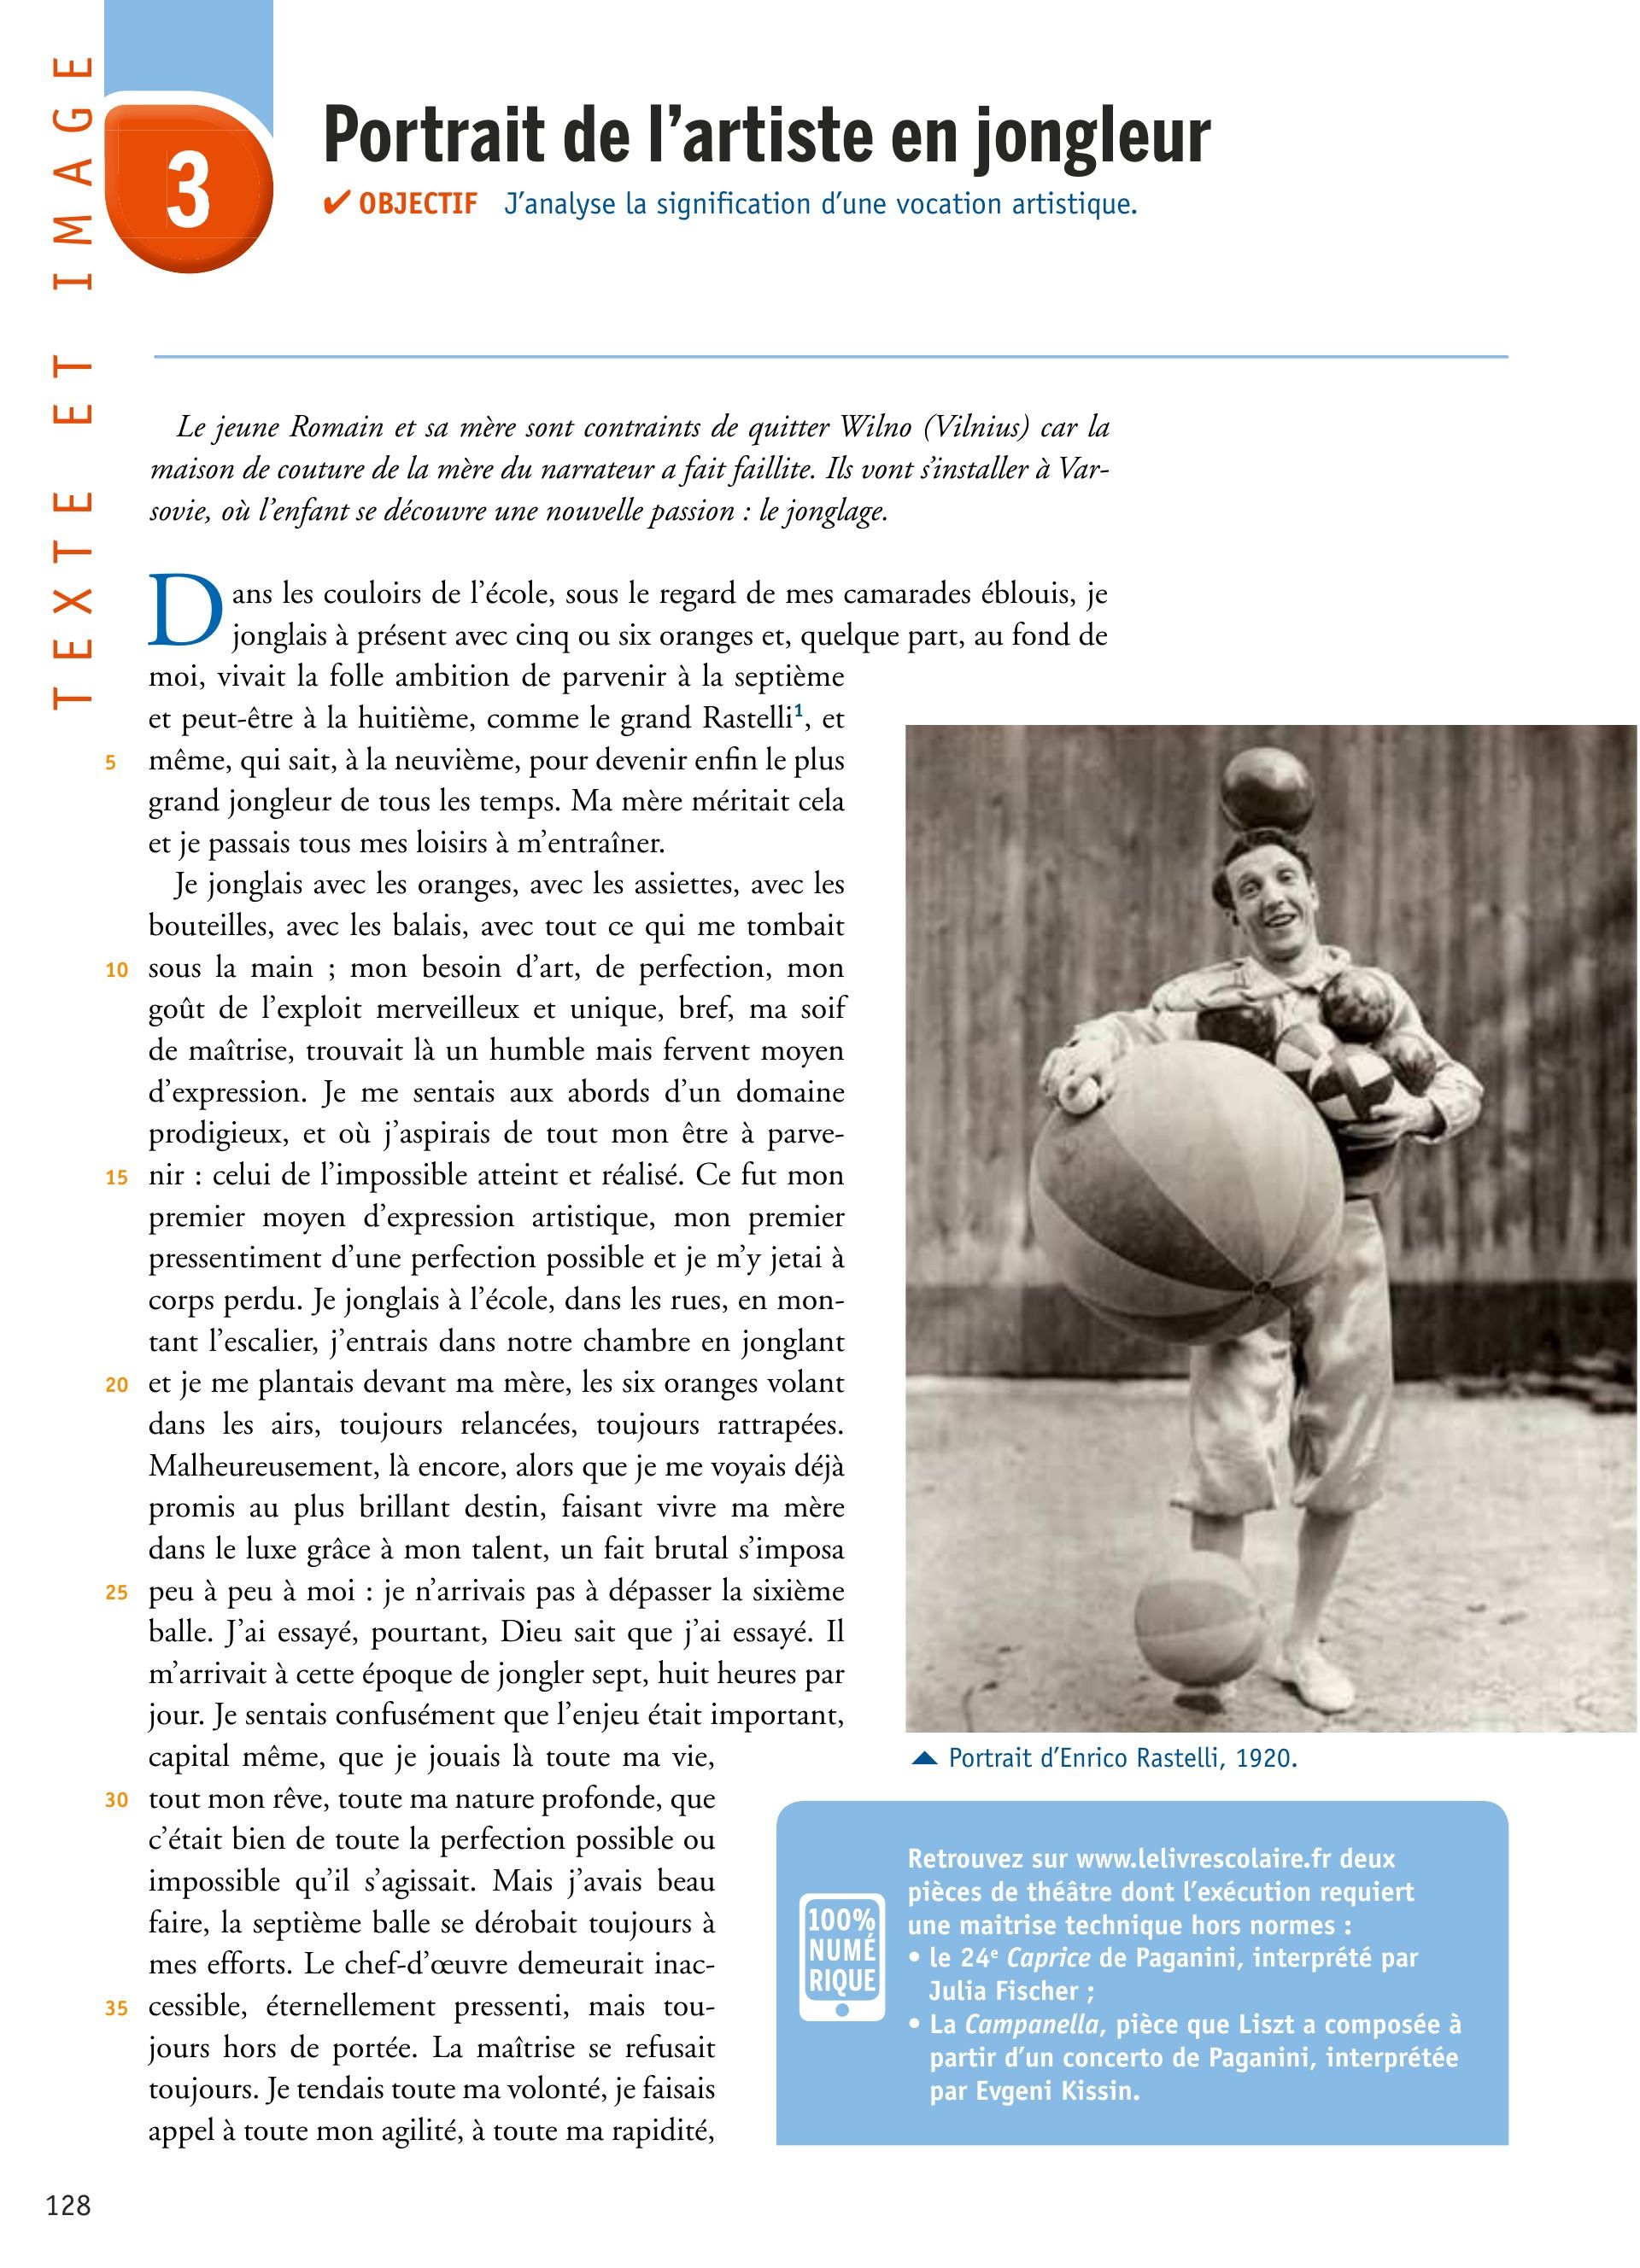 TEXTE ET IMAGE
3
Portrait de l’artiste en jongleur
✔ OBJECTIF J’analyse la signification d’une vocation artistique.
Le jeune Romain et sa mère sont contraints de quitter Wilno (Vilnius) car la
maison de couture de la mère du narrateur a fait faillite. Ils vont s’installer à Var-
sovie, où l’enfant se découvre une nouvelle passion : le jonglage.
Dans les couloirs de l’école, sous le regard de mes camarades éblouis, je
jonglais à présent avec cinq ou six oranges et, quelque part, au fond de
moi, vivait la folle ambition de parvenir à la septième
et peut-être à la huitième, comme le grand Rastelli1, et
5 même, qui sait, à la neuvième, pour devenir enfin le plus
grand jongleur de tous les temps. Ma mère méritait cela
et je passais tous mes loisirs à m’entraîner.
Je jonglais avec les oranges, avec les assiettes, avec les
bouteilles, avec les balais, avec tout ce qui me tombait
10 sous la main ; mon besoin d’art, de perfection, mon
goût de l’exploit merveilleux et unique, bref, ma soif
de maîtrise, trouvait là un humble mais fervent moyen
d’expression. Je me sentais aux abords d’un domaine
prodigieux, et où j’aspirais de tout mon être à parve-
15 nir : celui de l’impossible atteint et réalisé. Ce fut mon
premier moyen d’expression artistique, mon premier
pressentiment d’une perfection possible et je m’y jetai à
corps perdu. Je jonglais à l’école, dans les rues, en mon-
tant l’escalier, j’entrais dans notre chambre en jonglant
20 et je me plantais devant ma mère, les six oranges volant
dans les airs, toujours relancées, toujours rattrapées.
Malheureusement, là encore, alors que je me voyais déjà
promis au plus brillant destin, faisant vivre ma mère
dans le luxe grâce à mon talent, un fait brutal s’imposa
25 peu à peu à moi : je n’arrivais pas à dépasser la sixième
balle. J’ai essayé, pourtant, Dieu sait que j’ai essayé. Il
m’arrivait à cette époque de jongler sept, huit heures par
jour. Je sentais confusément que l’enjeu était important,
capital même, que je jouais là toute ma vie,
30 tout mon rêve, toute ma nature profonde, que
c’était bien de toute la perfection possible ou
impossible qu’il s’agissait. Mais j’avais beau
faire, la septième balle se dérobait toujours à
mes efforts. Le chef-d’œuvre demeurait inac-
35 cessible, éternellement pressenti, mais tou-
jours hors de portée. La maîtrise se refusait
toujours. Je tendais toute ma volonté, je faisais
appel à toute mon agilité, à toute ma rapidité,
Portrait d’Enrico Rastelli, 1920.
100%
NUMÉ
RIQUE
Retrouvez sur www.lelivrescolaire.fr deux
pièces de théâtre dont l’exécution requiert
une maitrise technique hors normes :
• le 24e Caprice de Paganini, interprété par
Julia Fischer ;
• La Campanella, pièce que Liszt a composée à
partir d’un concerto de Paganini, interprétée
par Evgeni Kissin.
128